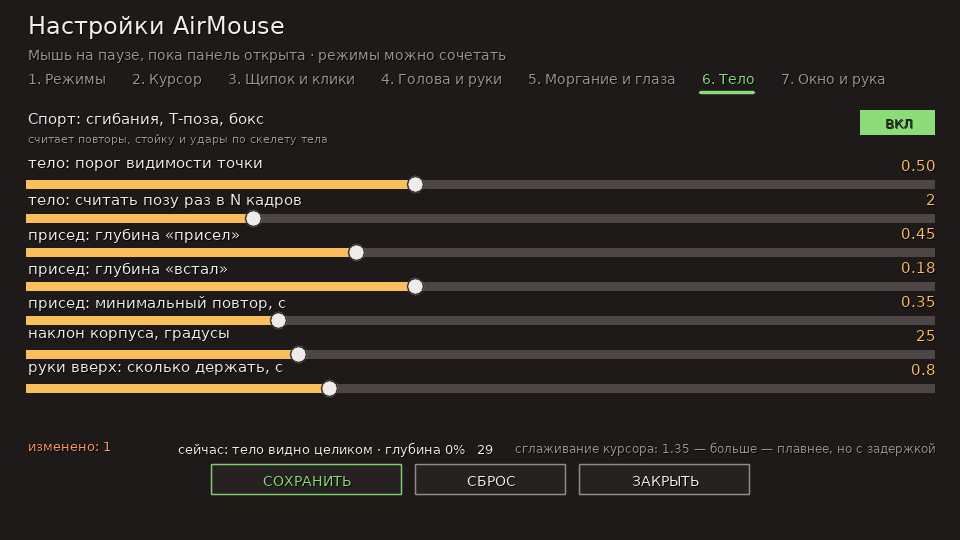 Настройки AirMouse
Мышь на паузе, пока панель открыта · режимы можно сочетать
1. Режимы 2. Курсор 3. Щипок и клики 4. Голова и руки 5. Моргание и глаза 6. Тело 7. Окно и рука
Спорт: сгибания, Т-поза, бокс ВКЛ
считает повторы, стойку и удары по скелету тела
тело: порог видимости точки 0.50
тело: считать позу раз в N кадров 2
присед: глубина «присел» 0.45
присед: глубина «встал» 0.18
присед: минимальный повтор, с 0.35
наклон корпуса, градусы 25
руки вверх: сколько держать, с 0.8
изменено: 1 сейчас: тело видно целиком · глубина 0% 29 сглаживание курсора: 1.35 — больше — плавнее, но с задержкой
СОХРАНИТЬ СБРОС ЗАКРЫТЬ